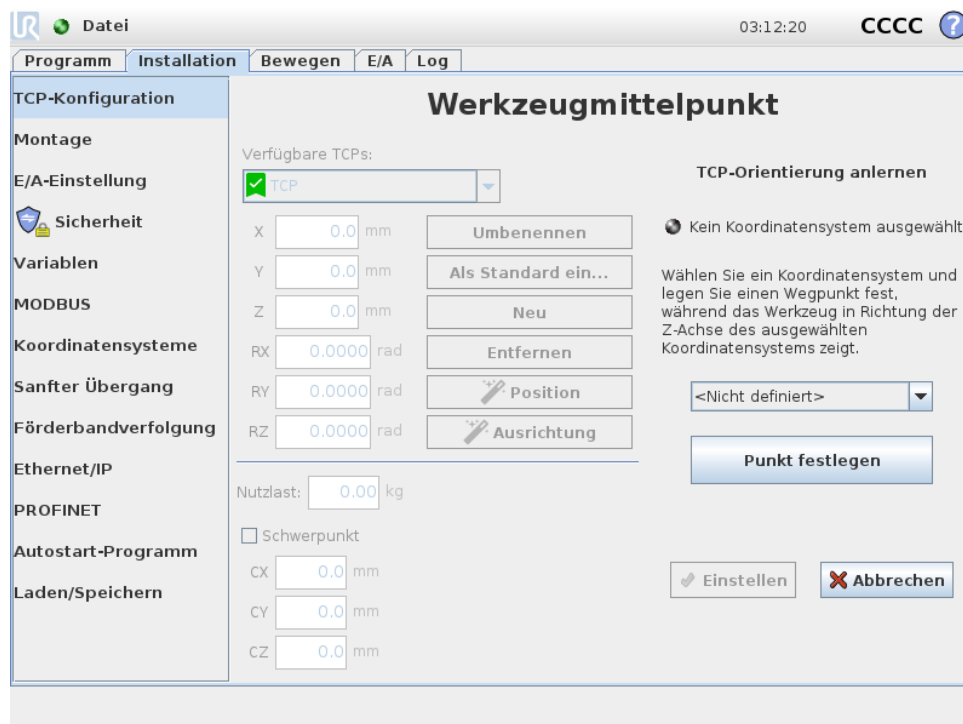 UR Datei 03:12:20 CCCC ?
Programm Installation Bewegen E/A Log
TCP-Konfiguration
Montage
E/A-Einstellung
Sicherheit
Variablen
MODBUS
Koordinatensysteme
Sanfter Übergang
Förderbandverfolgung
Ethernet/IP
PROFINET
Autostart-Programm
Laden/Speichern
Werkzeugmittelpunkt
Verfügbare TCPs:
TCP
X 0.0 mm Umbenennen
Y 0.0 mm Als Standard ein...
Z 0.0 mm Neu
RX 0.0000 rad Entfernen
RY 0.0000 rad Position
RZ 0.0000 rad Ausrichtung
Nutzlast: 0.00 kg
Schwerpunkt
CX 0.0 mm
CY 0.0 mm
CZ 0.0 mm
TCP-Orientierung anlernen
Kein Koordinatensystem ausgewählt
Wählen Sie ein Koordinatensystem und
legen Sie einen Wegpunkt fest,
während das Werkzeug in Richtung der
Z-Achse des ausgewählten
Koordinatensystems zeigt.
<Nicht definiert>
Punkt festlegen
Einstellen Abbrechen